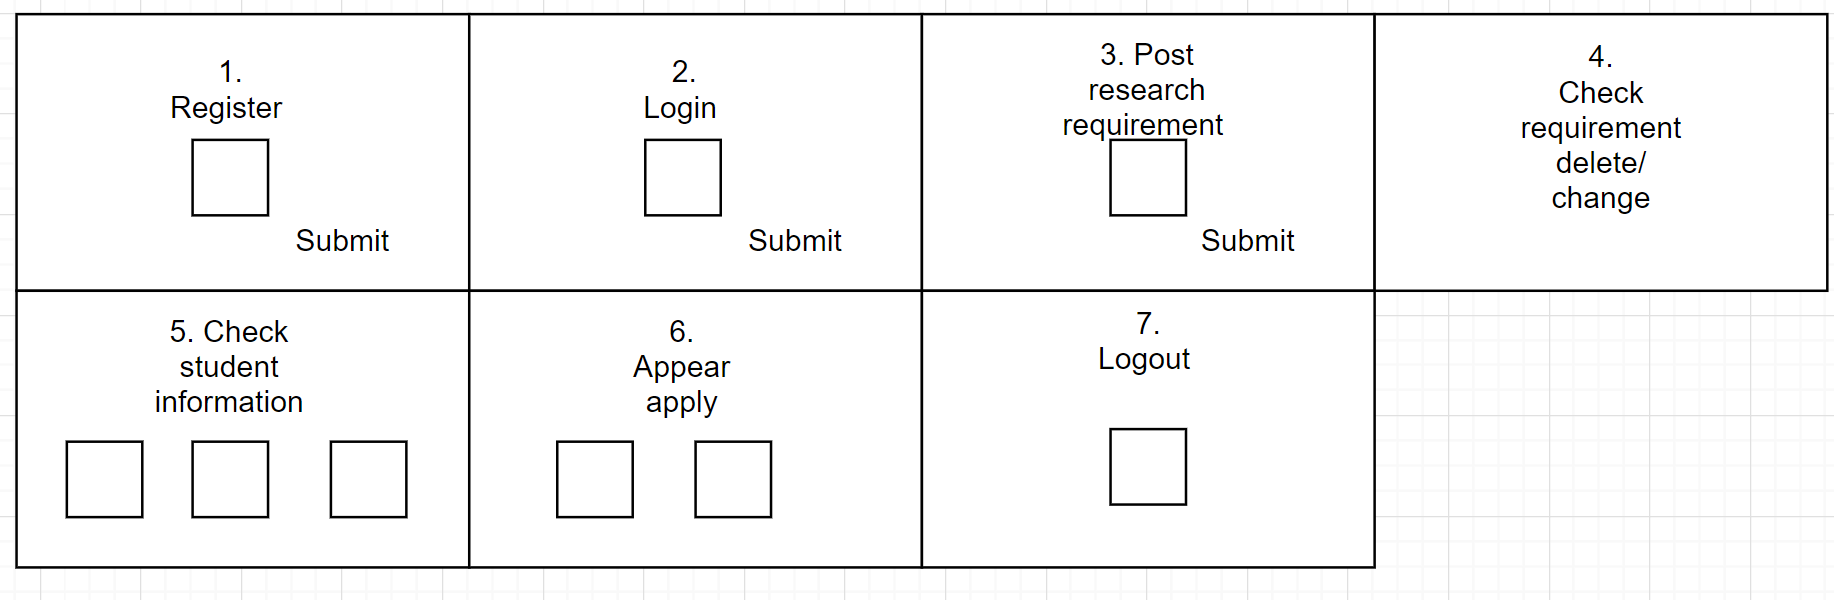 1.
Register
Submit
2.
Login
Submit
3. Post
research
requirement
Submit
4.
Check
requirement
delete/
change
5. Check
student
information
6.
Appear
apply
7.
Logout